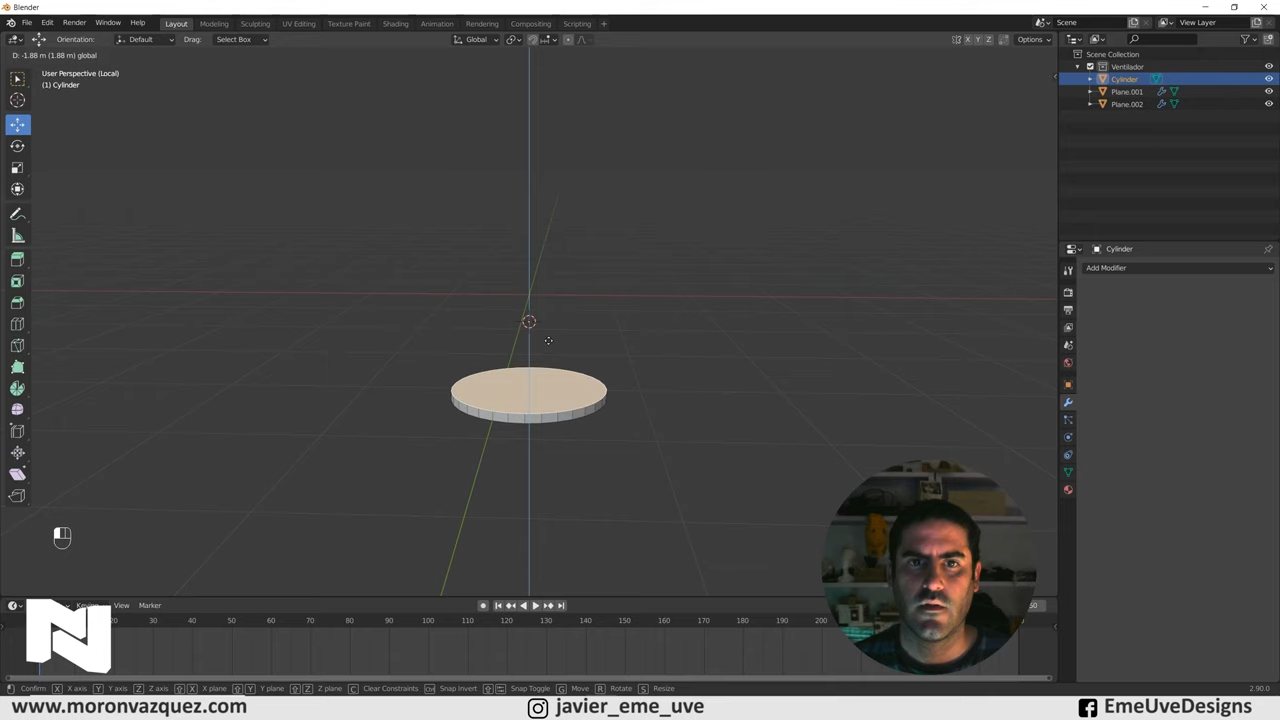 Blender
File Edit Render Window Help
Layout Modeling Sculpting UV Editing Texture Paint Shading Animation Rendering Compositing Scripting +
Scene View Layer
Orientation: Default Drag: Select Box Global X Y Z Options
D: -1.88 m (1.88 m) global
User Perspective (Local)
(1) Cylinder
Scene Collection
Ventilador
Cylinder
Plane.001
Plane.002
Cylinder
Add Modifier
View Marker
20 30 40 50 60 70 80 90 100 110 120 130 140 150 160 170 180 190 200
N
Confirm X X axis Y Y axis Z Z axis X X plane Y Y plane Z Z plane C Clear Constraints Snap Invert Snap Toggle G Move R Rotate S Resize
2.90.0
www.moronvazquez.com javier_eme_uve EmeUveDesigns